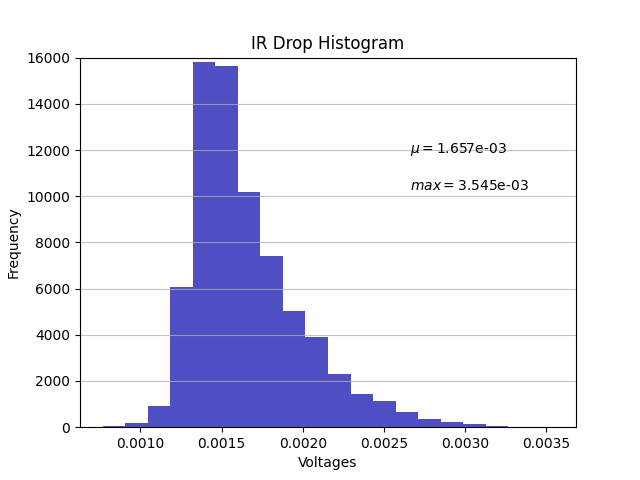 IR Drop Histogram
16000
14000
12000
10000
8000
6000
4000
2000
0
Frequency
μ = 1.657e-03
max = 3.545e-03
0.0010 0.0015 0.0020 0.0025 0.0030 0.0035
Voltages